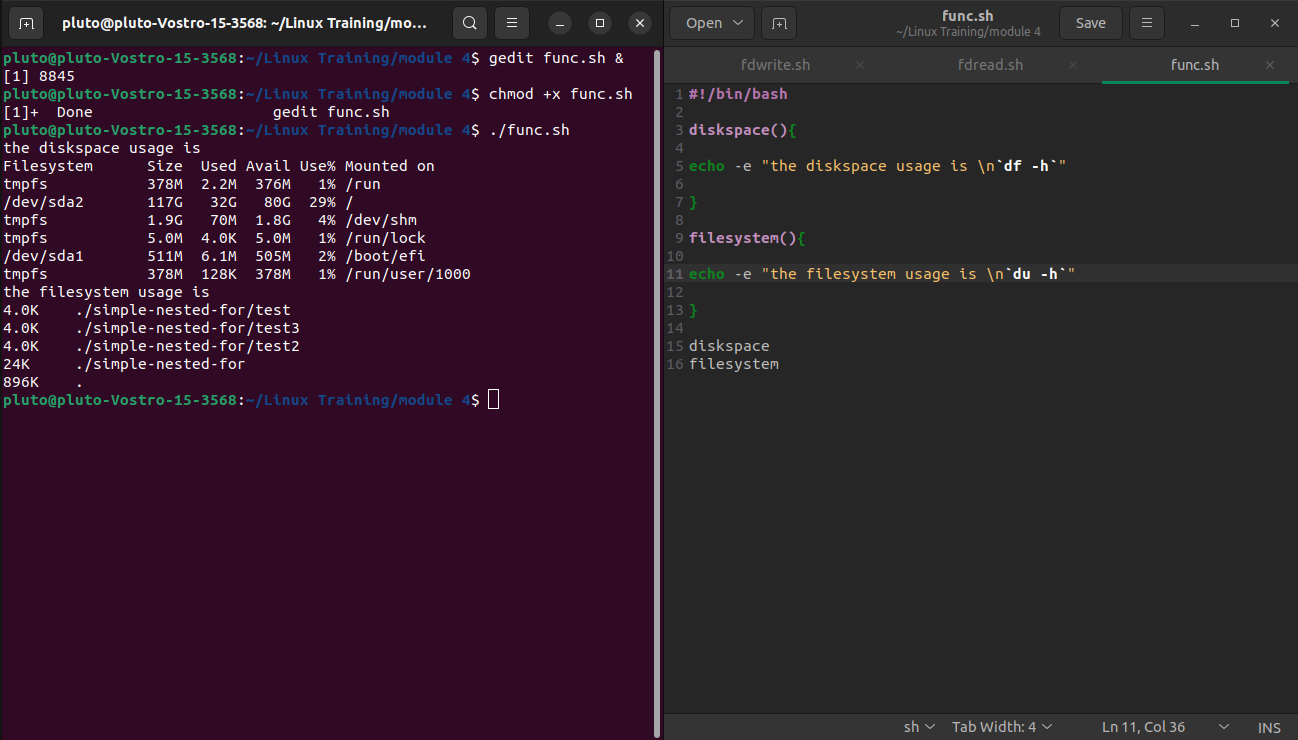 pluto@pluto-Vostro-15-3568: ~/Linux Training/mo...
pluto@pluto-Vostro-15-3568:~/Linux Training/module 4$ gedit func.sh &
[1] 8845
pluto@pluto-Vostro-15-3568:~/Linux Training/module 4$ chmod +x func.sh
[1]+  Done                    gedit func.sh
pluto@pluto-Vostro-15-3568:~/Linux Training/module 4$ ./func.sh
the diskspace usage is
Filesystem      Size  Used Avail Use% Mounted on
tmpfs           378M  2.2M  376M   1% /run
/dev/sda2       117G   32G   80G  29% /
tmpfs           1.9G   70M  1.8G   4% /dev/shm
tmpfs           5.0M  4.0K  5.0M   1% /run/lock
/dev/sda1       511M  6.1M  505M   2% /boot/efi
tmpfs           378M  128K  378M   1% /run/user/1000
the filesystem usage is
4.0K    ./simple-nested-for/test
4.0K    ./simple-nested-for/test3
4.0K    ./simple-nested-for/test2
24K     ./simple-nested-for
896K    .
pluto@pluto-Vostro-15-3568:~/Linux Training/module 4$
Open
func.sh
~/Linux Training/module 4
Save
fdwrite.sh
fdread.sh
func.sh
1 #!/bin/bash
2
3 diskspace(){
4
5 echo -e "the diskspace usage is \n`df -h`"
6
7 }
8
9 filesystem(){
10
11 echo -e "the filesystem usage is \n`du -h`"
12
13 }
14
15 diskspace
16 filesystem
sh
Tab Width: 4
Ln 11, Col 36
INS